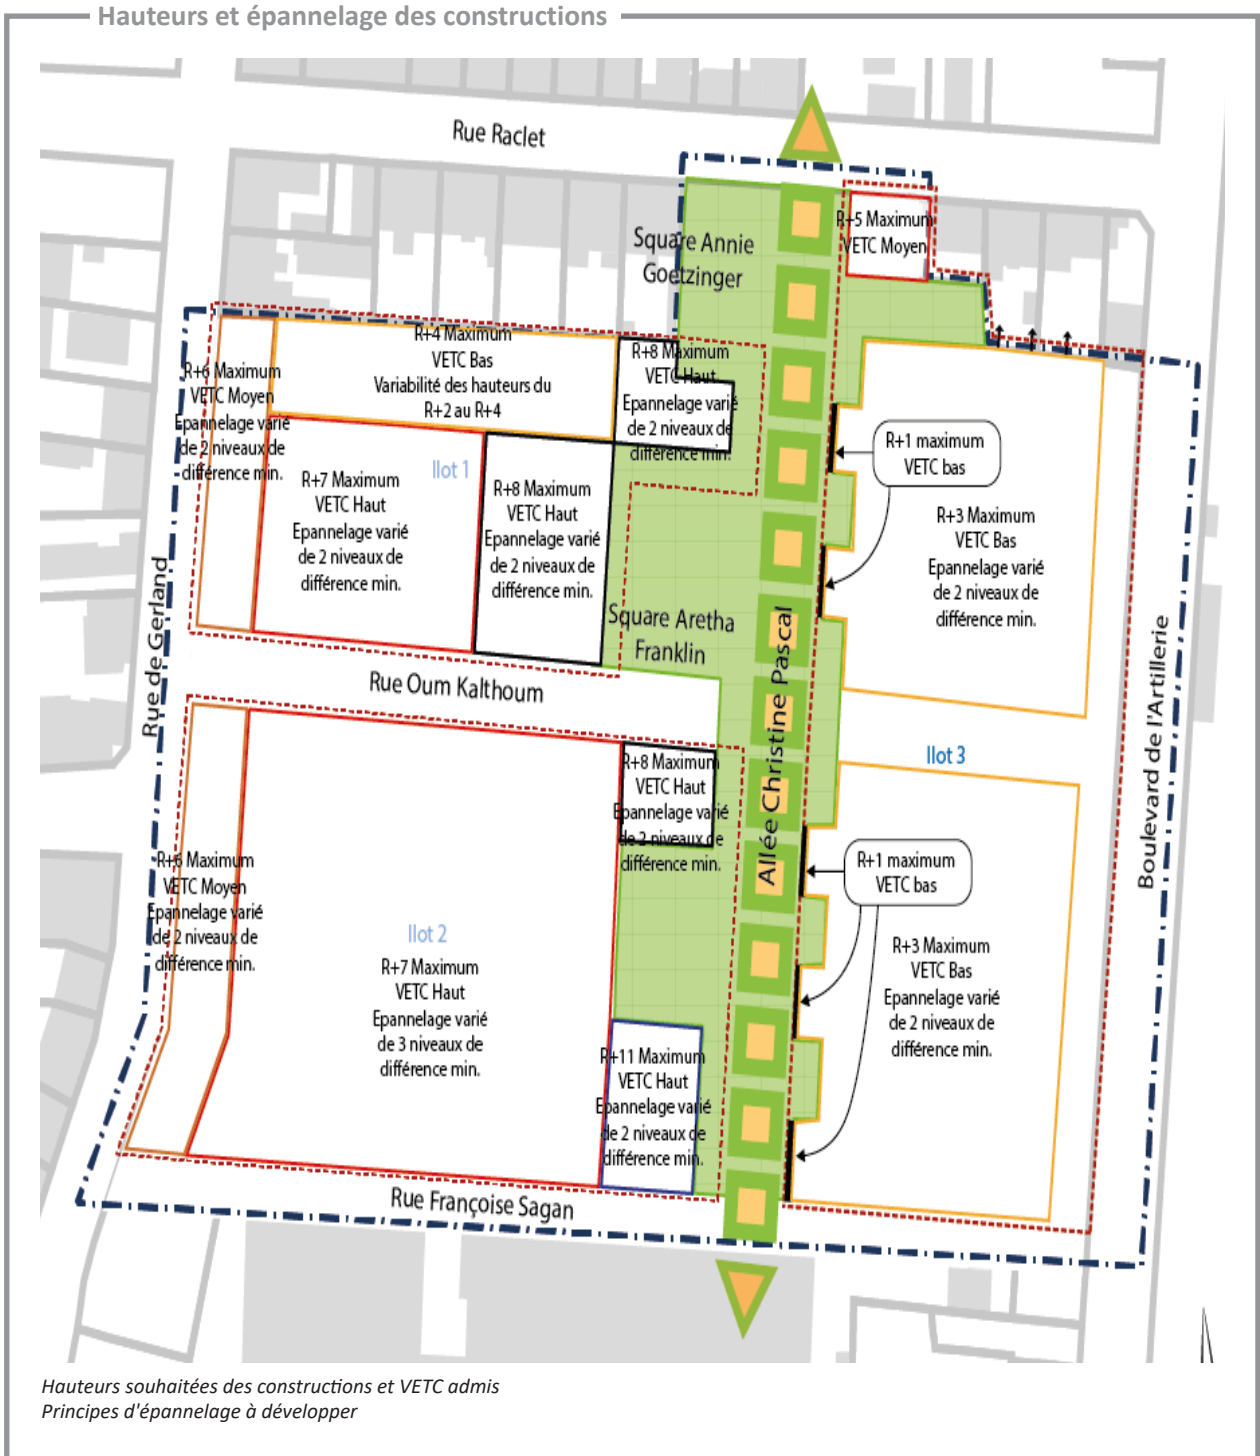 Hauteurs et épannelage des constructions
Rue Raclet
Square Annie
Goetzinger
R+5 Maximum
VETC Moyen
R+6 Maximum
VETC Moyen
Epannelage varié
de 2 niveaux de
différence min.
R+4 Maximum
VETC Bas
Variabilité des hauteurs du
R+2 au R+4
R+8 Maximum
VETC Haut
Epannelage varié
de 2 niveaux de
différence min.
Ilot 1
R+7 Maximum
VETC Haut
Epannelage varié
de 2 niveaux de
différence min.
R+8 Maximum
VETC Haut
Epannelage varié
de 2 niveaux de
différence min.
R+1 maximum
VETC bas
R+3 Maximum
VETC Bas
Epannelage varié
de 2 niveaux de
différence min.
Rue de Gerland
Square Aretha
Franklin
Allée Christine Pascal
Boulevard de l'Artillerie
Rue Oum Kalthoum
Ilot 3
R+8 Maximum
VETC Haut
Epannelage varié
de 2 niveaux de
différence min.
R+6 Maximum
VETC Moyen
Epannelage varié
de 2 niveaux de
différence min.
R+1 maximum
VETC bas
Ilot 2
R+7 Maximum
VETC Haut
Epannelage varié
de 3 niveaux de
différence min.
R+3 Maximum
VETC Bas
Epannelage varié
de 2 niveaux de
différence min.
R+11 Maximum
VETC Haut
Epannelage varié
de 2 niveaux de
différence min.
Rue Françoise Sagan
Hauteurs souhaitées des constructions et VETC admis
Principes d'épannelage à développer